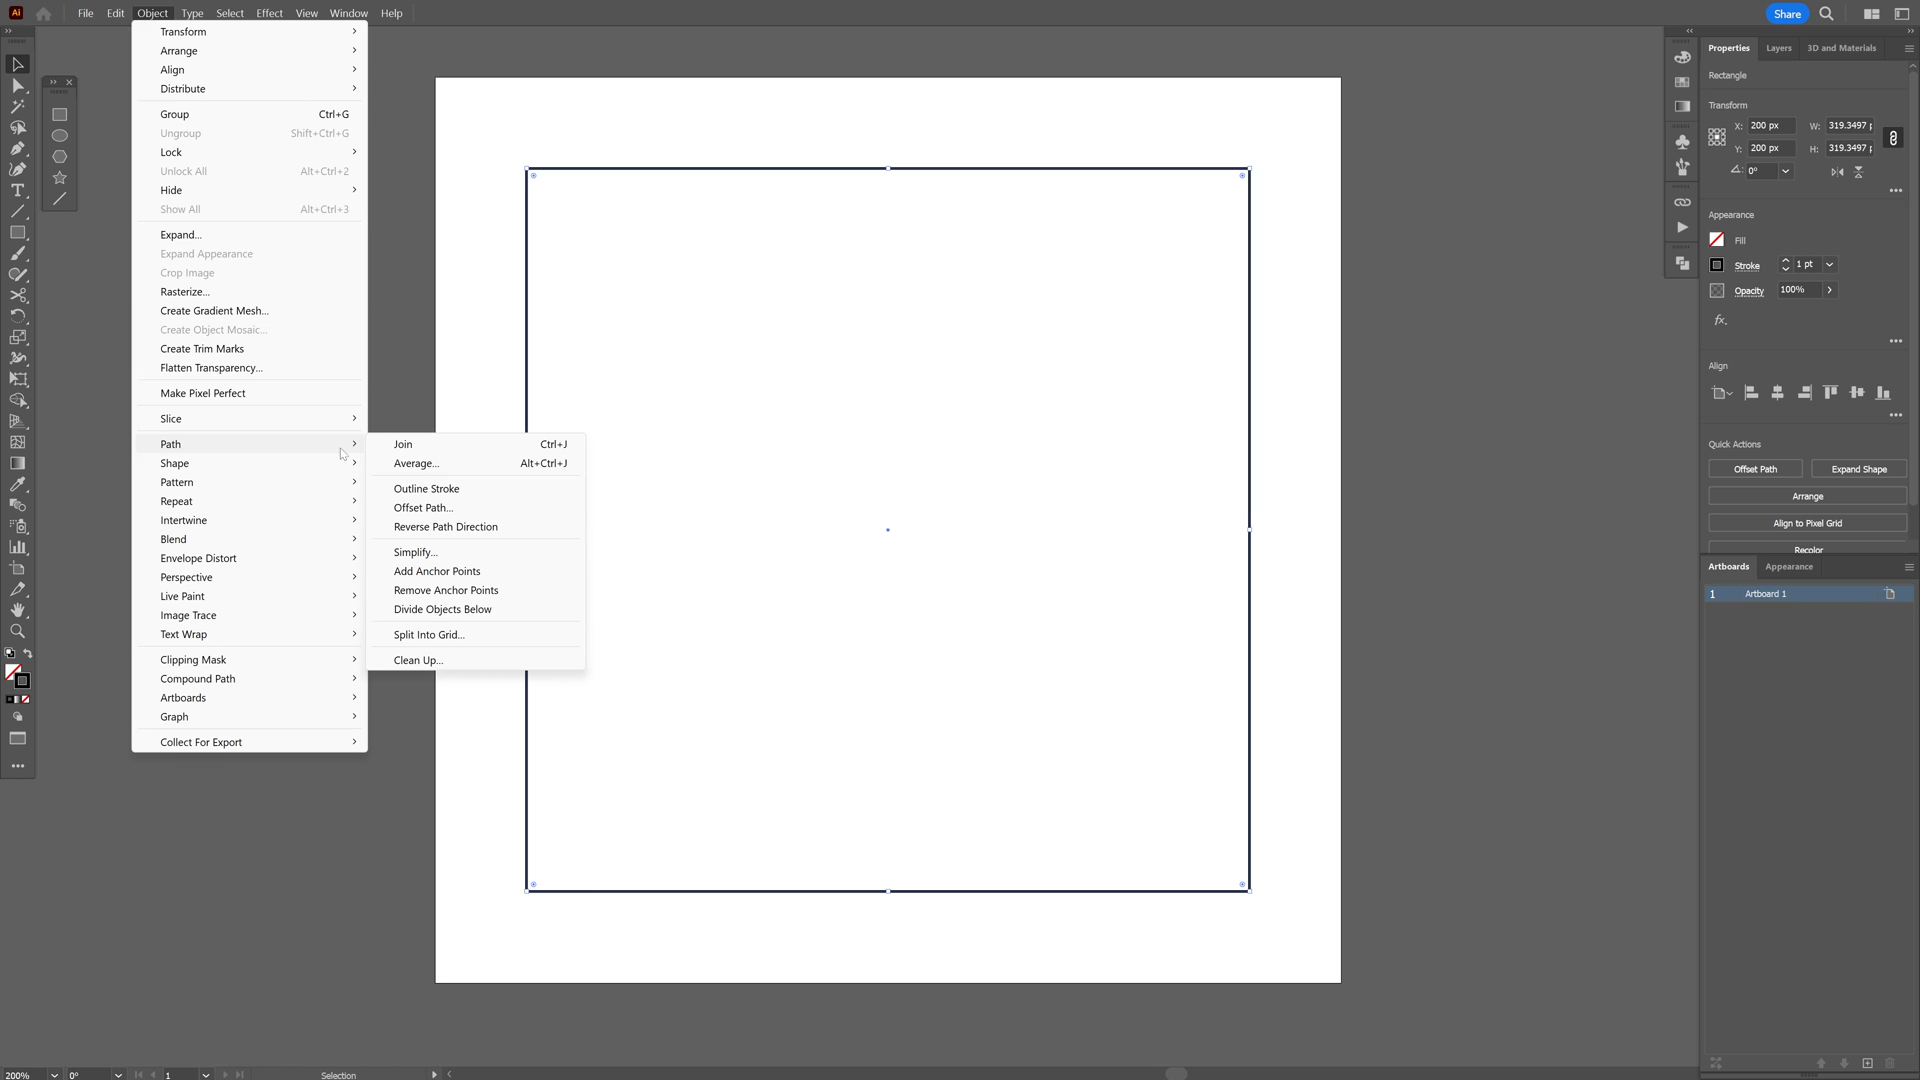 Ai
File Edit Object Type Select Effect View Window Help
Share
Transform
Arrange
Align
Distribute
Group Ctrl+G
Ungroup Shift+Ctrl+G
Lock
Unlock All Alt+Ctrl+2
Hide
Show All Alt+Ctrl+3
Expand...
Expand Appearance
Crop Image
Rasterize...
Create Gradient Mesh...
Create Object Mosaic...
Create Trim Marks
Flatten Transparency...
Make Pixel Perfect
Slice
Path
Shape
Pattern
Repeat
Intertwine
Blend
Envelope Distort
Perspective
Live Paint
Image Trace
Text Wrap
Clipping Mask
Compound Path
Artboards
Graph
Collect For Export
Join Ctrl+J
Average... Alt+Ctrl+J
Outline Stroke
Offset Path...
Reverse Path Direction
Simplify...
Add Anchor Points
Remove Anchor Points
Divide Objects Below
Split Into Grid...
Clean Up...
Properties Layers 3D and Materials
Rectangle
Transform
X: 200 px W: 319.3497 p
Y: 200 px H: 319.3497 p
0°
Appearance
Fill
Stroke 1 pt
Opacity 100%
fx.
Align
Quick Actions
Offset Path Expand Shape
Arrange
Align to Pixel Grid
Recolor
Artboards Appearance
1 Artboard 1
200% 0° 1 Selection